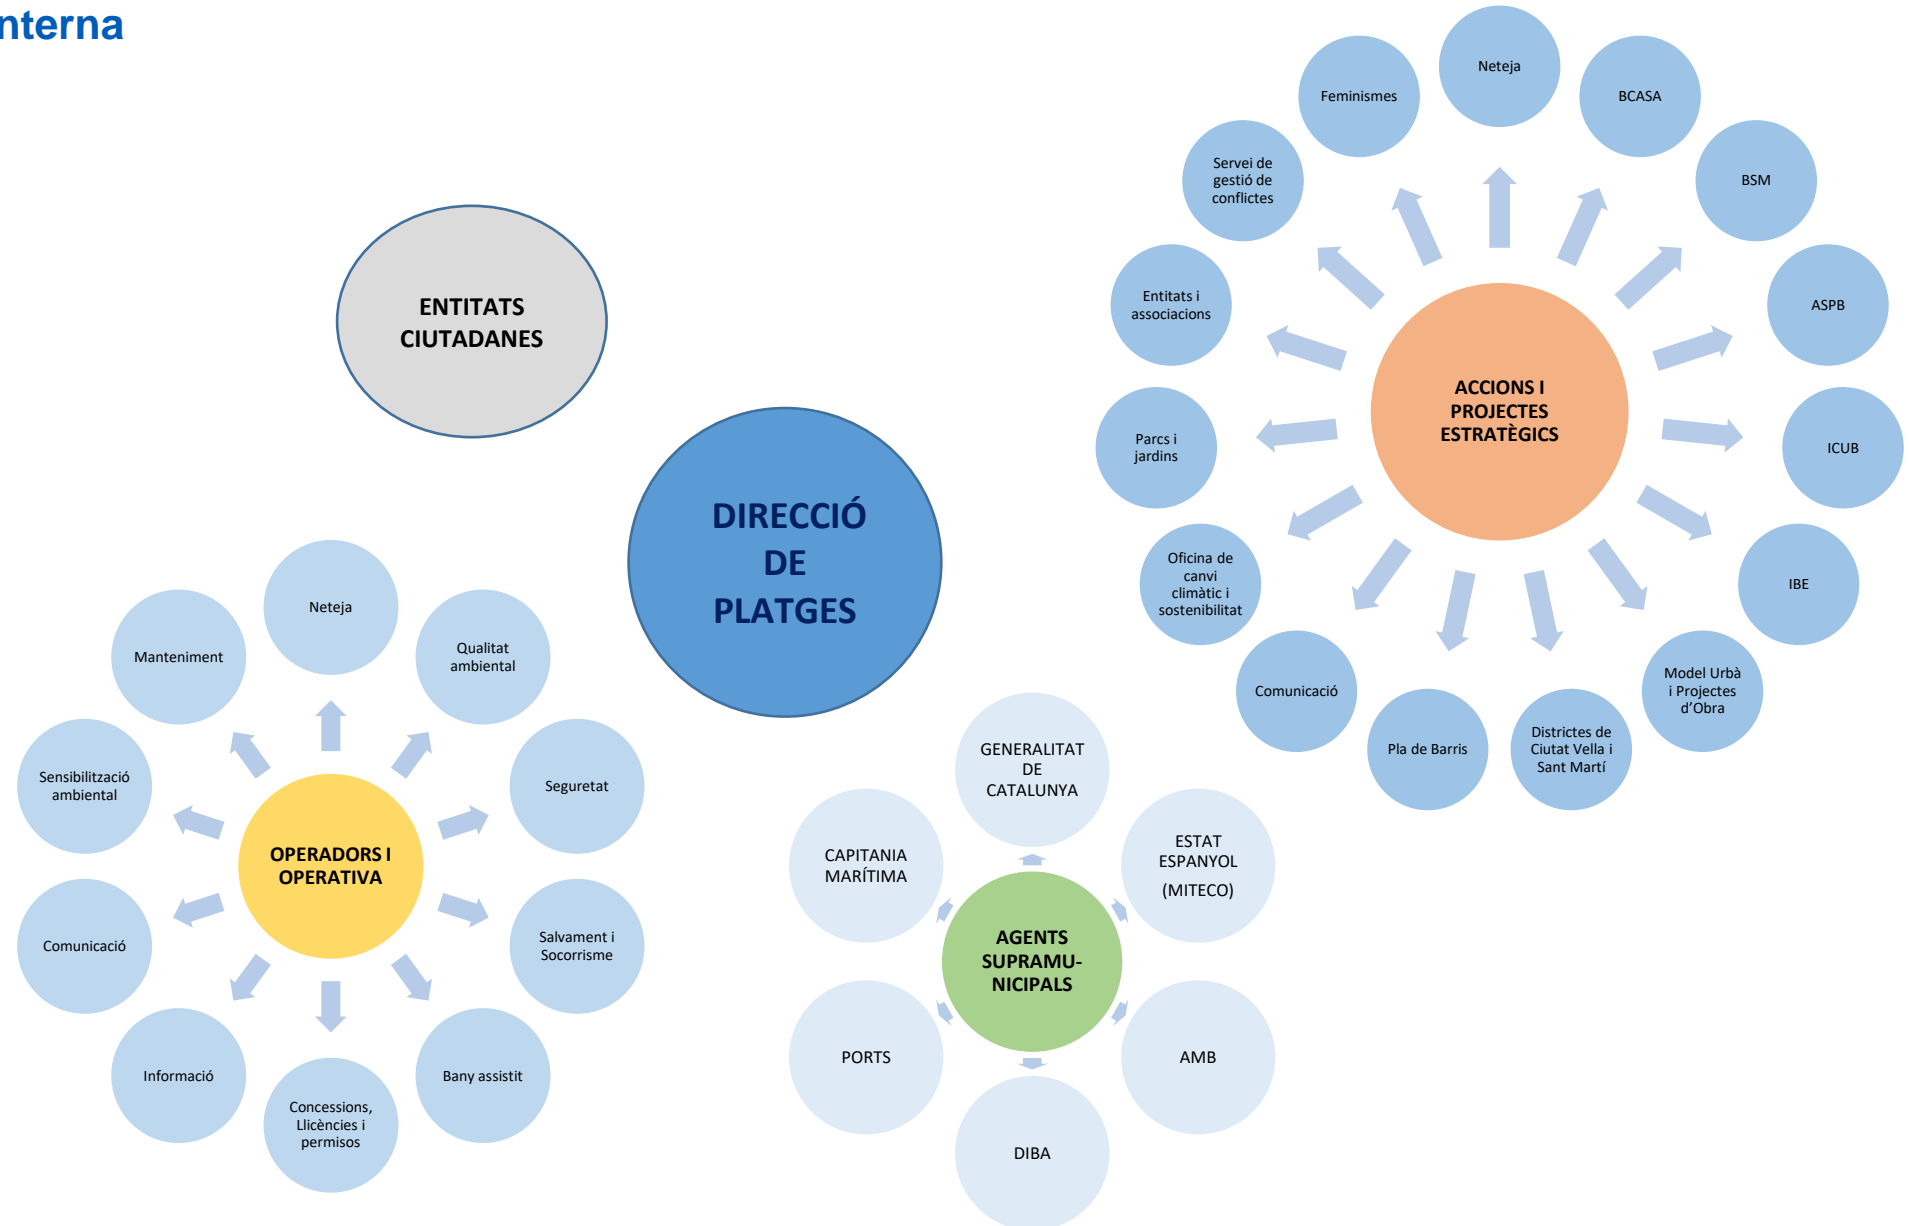 nterna
ENTITATS
CIUTADANES
DIRECCIÓ
DE
PLATGES
ACCIONS I
PROJECTES
ESTRATÈGICS
Neteja
BCASA
BSM
ASPB
ICUB
IBE
Model Urbà
i Projectes
d'Obra
Districtes de
Ciutat Vella i
Sant Martí
Pla de Barris
Comunicació
Oficina de
canvi
climàtic i
sostenibilitat
Parcs i
jardins
Entitats i
associacions
Servei de
gestió de
conflictes
Feminismes
OPERADORS I
OPERATIVA
Neteja
Qualitat
ambiental
Seguretat
Salvament i
Socorrisme
Bany assistit
Concessions,
Llicències i
permisos
Informació
Comunicació
Sensibilització
ambiental
Manteniment
AGENTS
SUPRAMU-
NICIPALS
GENERALITAT
DE
CATALUNYA
ESTAT
ESPANYOL
(MITECO)
AMB
DIBA
PORTS
CAPITANIA
MARÍTIMA